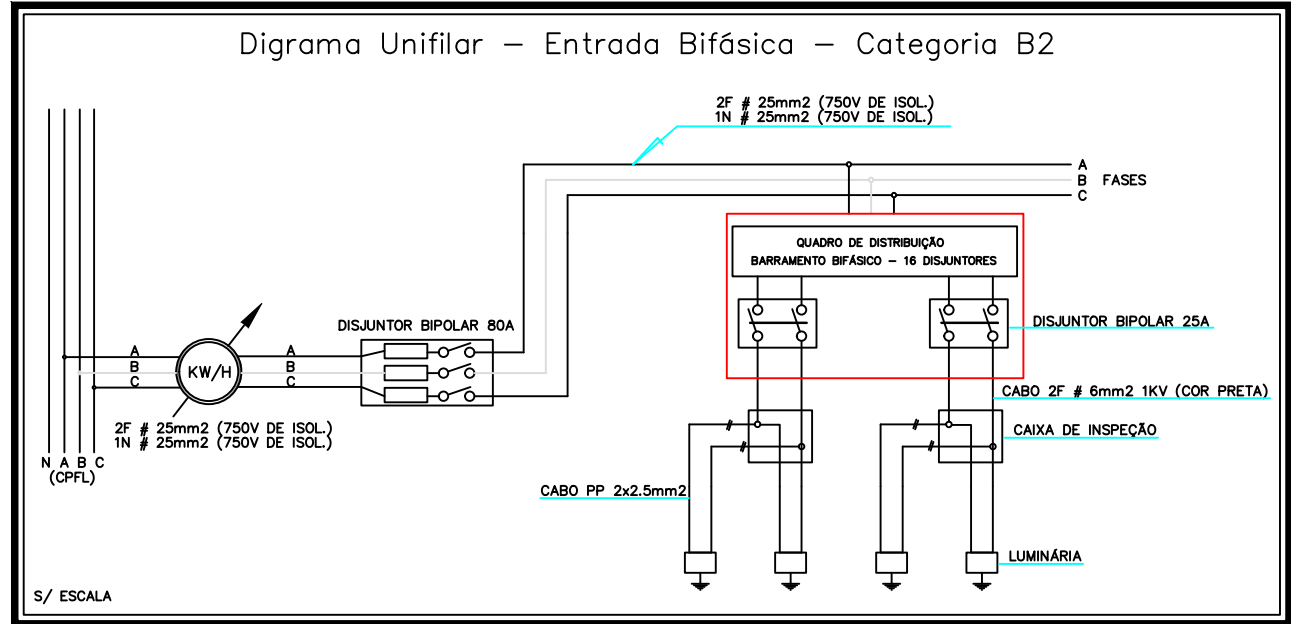 Digrama Unifilar – Entrada Bifásica – Categoria B2
2F # 25mm2 (750V DE ISOL.)
1N # 25mm2 (750V DE ISOL.)
A
B FASES
C
QUADRO DE DISTRIBUIÇÃO
BARRAMENTO BIFÁSICO – 16 DISJUNTORES
DISJUNTOR BIPOLAR 80A
DISJUNTOR BIPOLAR 25A
A
B
C
KW/H
A
B
C
CABO 2F # 6mm2 1KV (COR PRETA)
2F # 25mm2 (750V DE ISOL.)
1N # 25mm2 (750V DE ISOL.)
CAIXA DE INSPEÇÃO
N A B C
(CPFL)
CABO PP 2x2.5mm2
LUMINÁRIA
S/ ESCALA